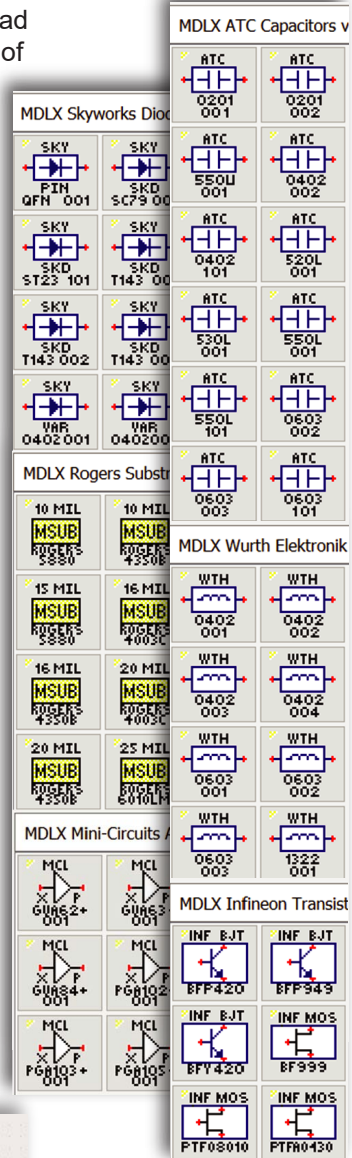 ad
of
MDLX Skyworks Dio
SKY SKY
PIN SKD
QFN 001 SC79 00
SKY SKY
SKD SKD
ST23 101 T143 00
SKY SKY
SKD SKD
T143 002 T143 00
SKY SKY
VAR VAR
0402001 040200
MDLX Rogers Substr
10 MIL 10 MIL
MSUB MSUB
ROGERS ROGERS
5880 4350B
15 MIL 16 MIL
MSUB MSUB
ROGERS ROGERS
5880 4003C
16 MIL 20 MIL
MSUB MSUB
ROGERS ROGERS
4350B 4003C
20 MIL 25 MIL
MSUB MSUB
ROGERS ROGERS
4350B 6010LM
MDLX Mini-Circuits A
MCL MCL
X P X P
GVA62+ GVA63
001 001
MCL MCL
X P X P
GVA84+ PGA102
001 001
MCL MCL
X P X P
PGA103+ PGA105
001 001
MDLX ATC Capacitors v
ATC ATC
0201 0201
001 002
ATC ATC
550U 0402
001 002
ATC ATC
0402 520L
101 001
ATC ATC
530L 550L
001 001
ATC ATC
550L 0603
101 002
ATC ATC
0603 0603
003 101
MDLX Wurth Elektronik
WTH WTH
0402 0402
001 002
WTH WTH
0402 0402
003 004
WTH WTH
0603 0603
001 002
WTH WTH
0603 1322
003 001
MDLX Infineon Transist
INF BJT INF BJT
BFP420 BFP949
INF BJT INF MOS
BFY420 BF999
INF MOS INF MOS
PTF08010 PTFA0430